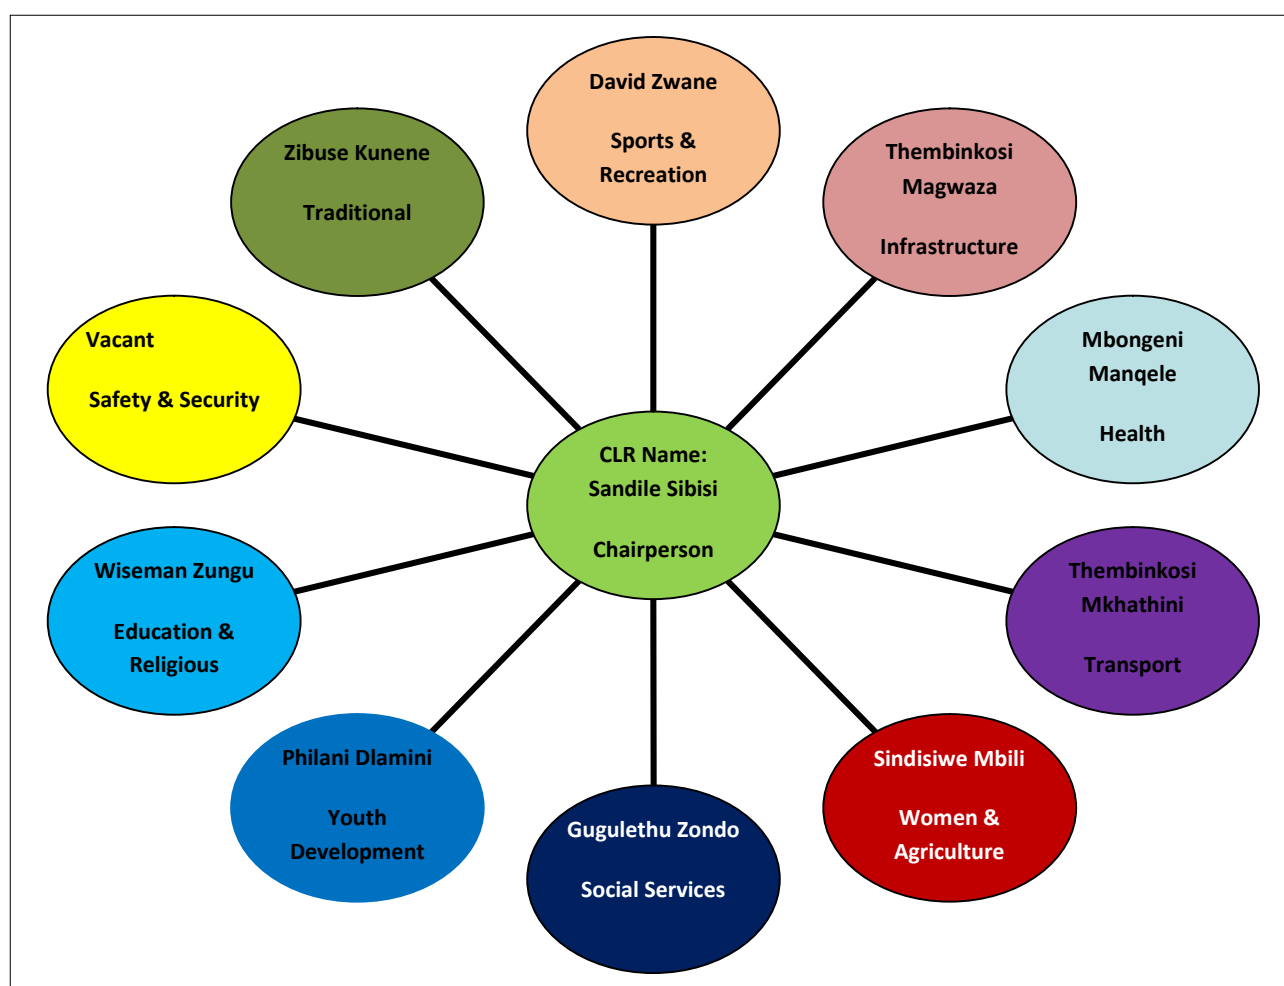 David Zwane
Sports &
Recreation
Thembinkosi
Magwaza
Infrastructure
Mbongeni
Manqele
Health
Thembinkosi
Mkhathini
Transport
Sindisiwe Mbili
Women &
Agriculture
Gugulethu Zondo
Social Services
Philani Dlamini
Youth
Development
Wiseman Zungu
Education &
Religious
Vacant
Safety & Security
Zibuse Kunene
Traditional
CLR Name:
Sandile Sibisi
Chairperson